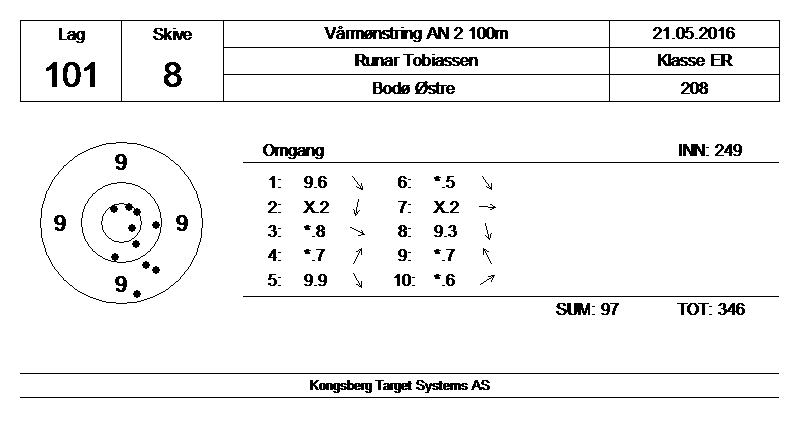 Lag Skive Vårmønstring AN 2 100m 21.05.2016
Runar Tobiassen Klasse ER
101 8 Bodø Østre 208
Omgang INN: 249
9
9 9
9
1: 9.6 6: *.5
2: X.2 7: X.2
3: *.8 8: 9.3
4: *.7 9: *.7
5: 9.9 10: *.6
SUM: 97 TOT: 346
Kongsberg Target Systems AS